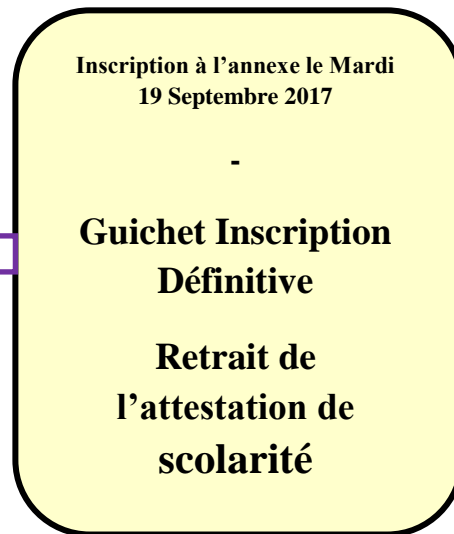 Inscription à l’annexe le Mardi
19 Septembre 2017
-
Guichet Inscription
Définitive
Retrait de
l’attestation de
scolarité